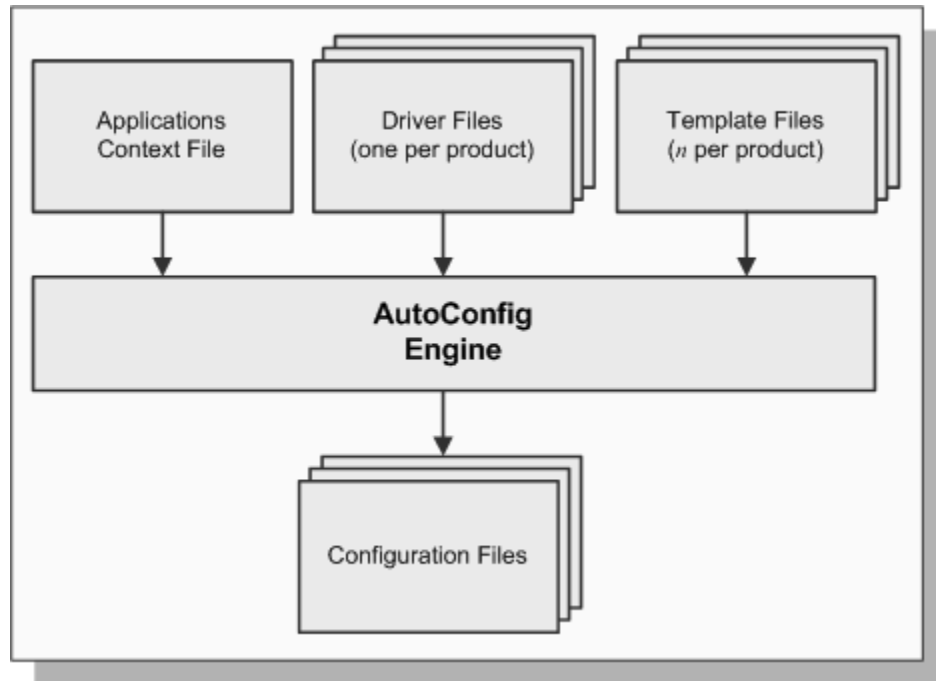 Applications
Context File
Driver Files
(one per product)
Template Files
(n per product)
AutoConfig
Engine
Configuration Files